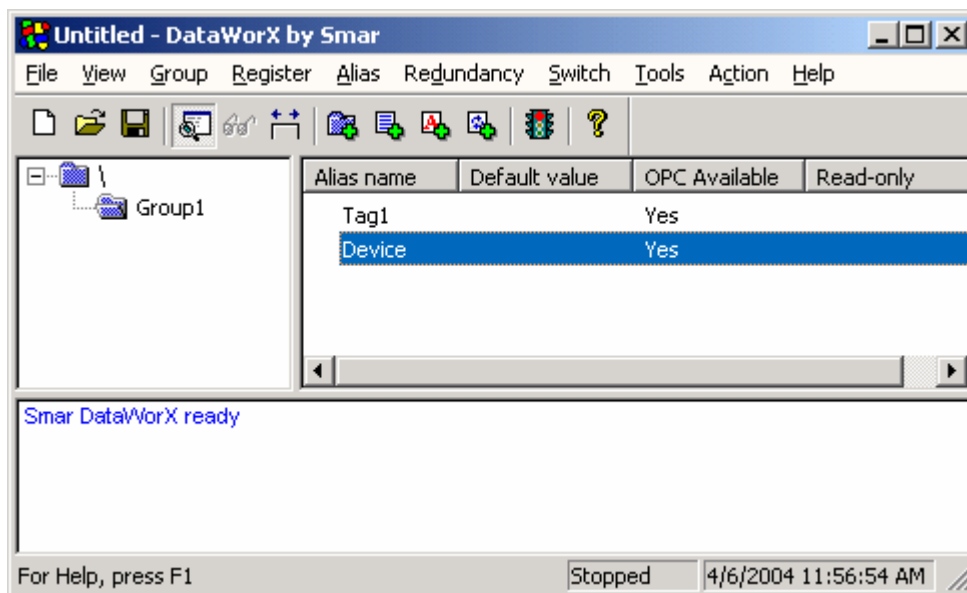 Untitled - DataWorX by Smar
File View Group Register Alias Redundancy Switch Tools Action Help
\
Group1
Alias name Default value OPC Available Read-only
Tag1 Yes
Device Yes
Smar DataWorX ready
For Help, press F1 Stopped 4/6/2004 11:56:54 AM